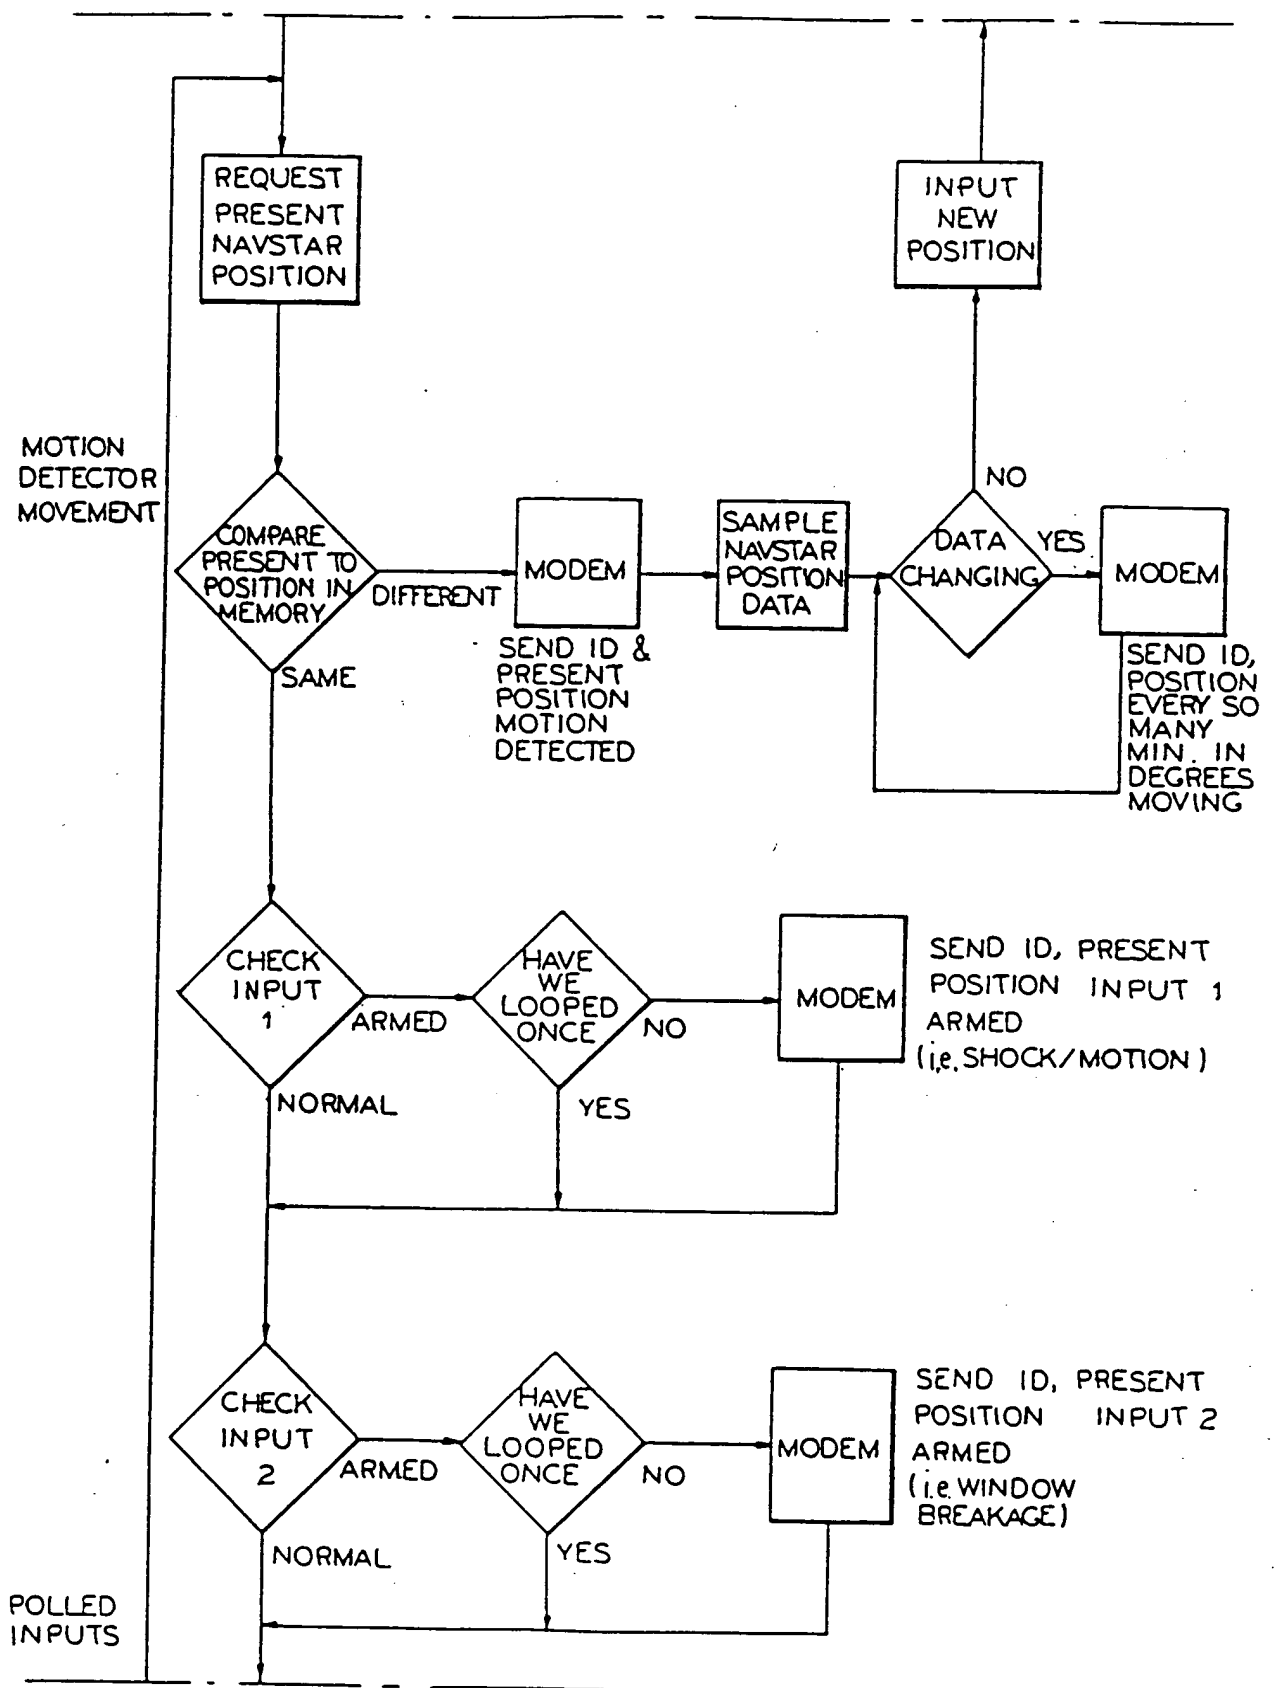 REQUEST
PRESENT
NAVSTAR
POSITION
INPUT
NEW
POSITION
MOTION
DETECTOR
MOVEMENT
COMPARE
PRESENT TO
POSITION IN
MEMORY
DIFFERENT
SAME
MODEM
SEND ID &
PRESENT
POSITION
MOTION
DETECTED
SAMPLE
NAVSTAR
POSITION
DATA
DATA
CHANGING
NO
YES
MODEM
SEND ID,
POSITION
EVERY SO
MANY
MIN. IN
DEGREES
MOVING
CHECK
INPUT
1
ARMED
NORMAL
HAVE
WE
LOOPED
ONCE
NO
YES
MODEM
SEND ID, PRESENT
POSITION INPUT 1
ARMED
(i.e. SHOCK/MOTION)
CHECK
INPUT
2
ARMED
NORMAL
HAVE
WE
LOOPED
ONCE
NO
YES
MODEM
SEND ID, PRESENT
POSITION INPUT 2
ARMED
(i.e. WINDOW
BREAKAGE)
POLLED
INPUTS